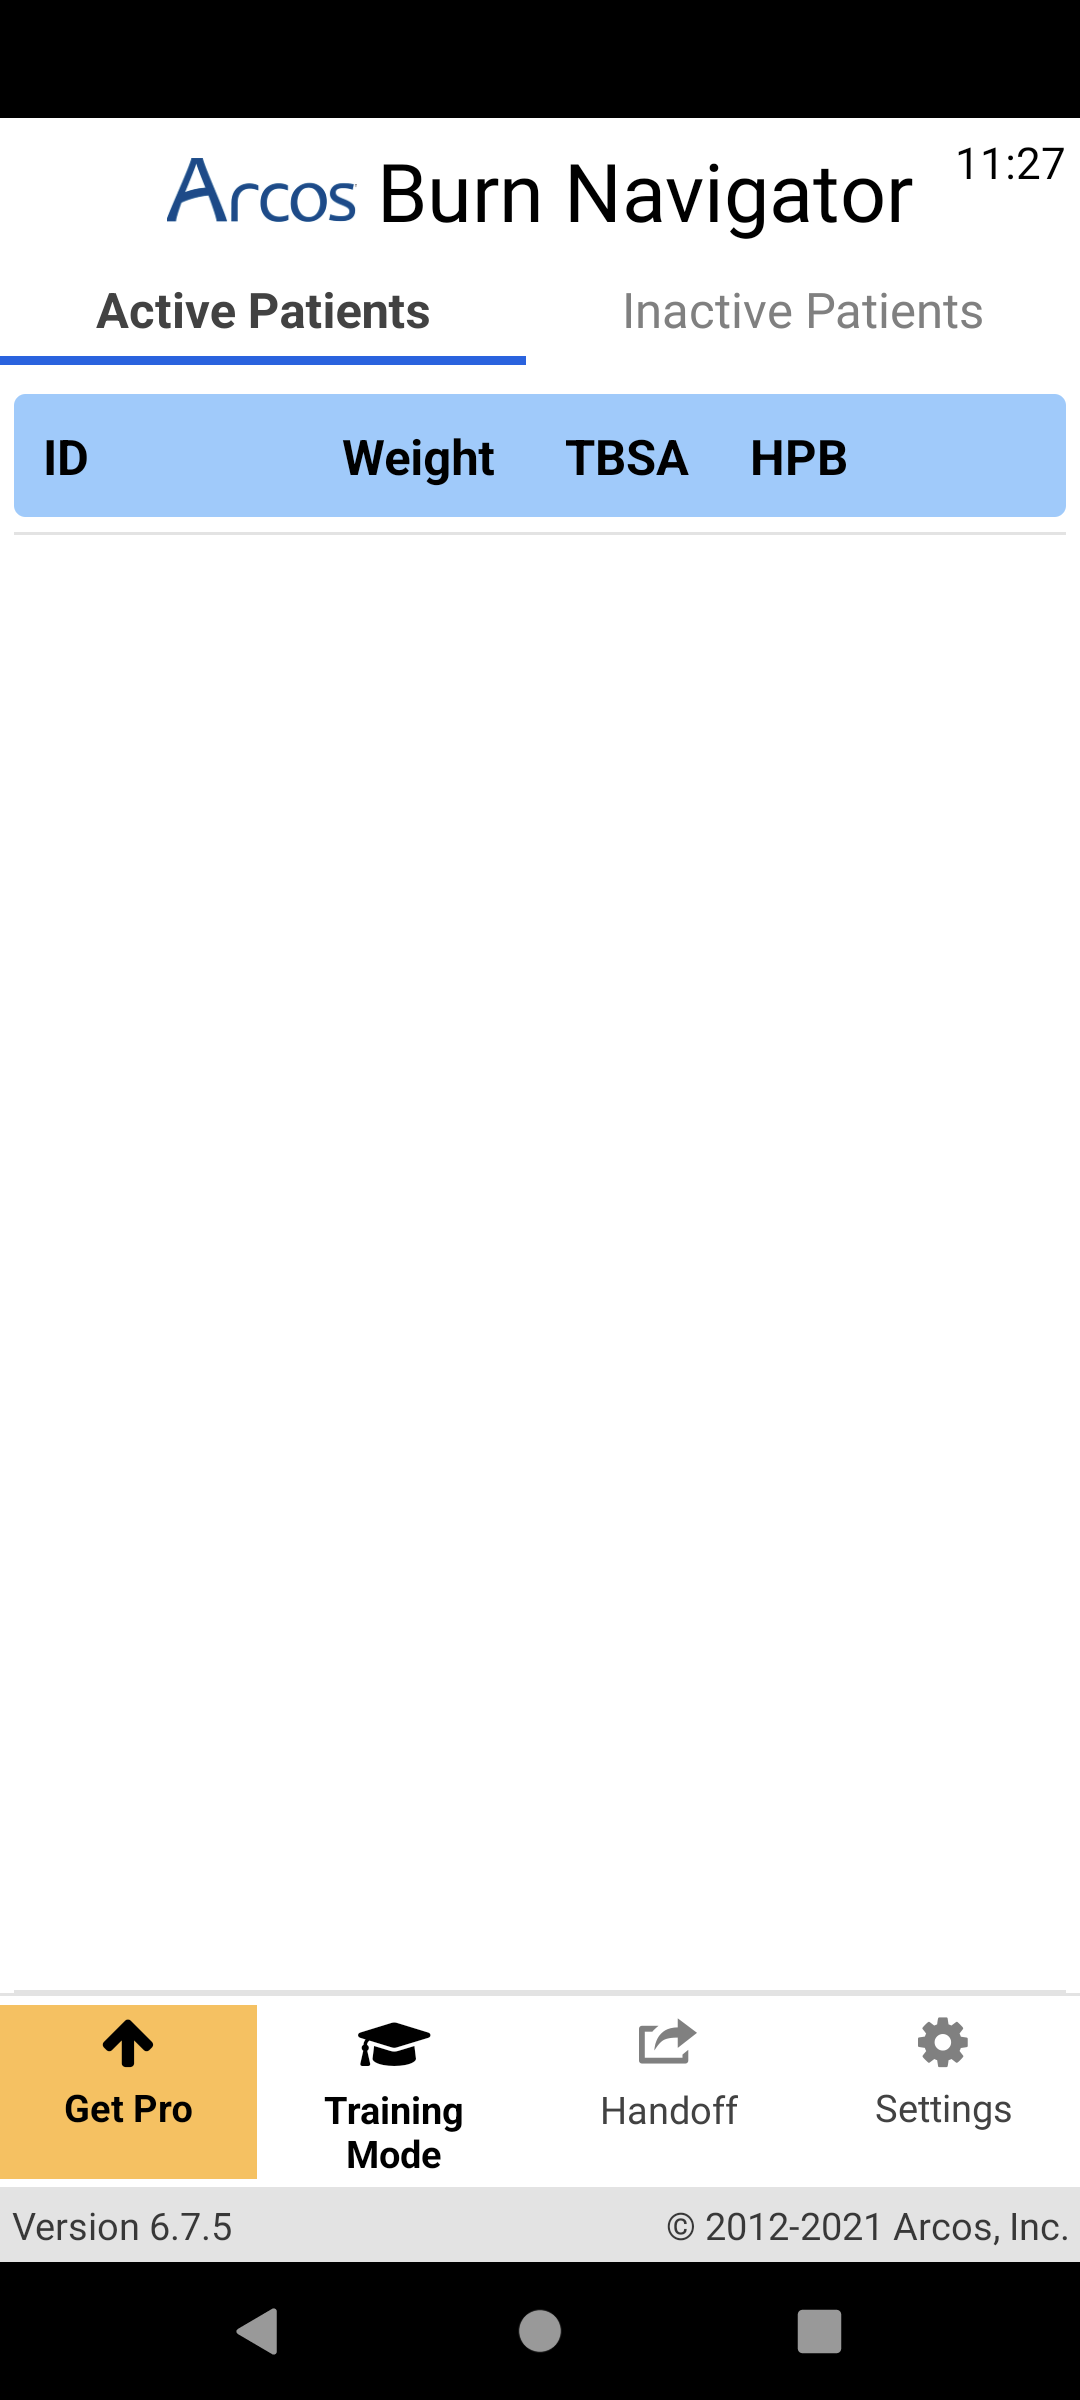 Arcos Burn Navigator 11:27
Active Patients Inactive Patients
ID Weight TBSA HPB
Get Pro Training Mode Handoff Settings
Version 6.7.5 © 2012-2021 Arcos, Inc.